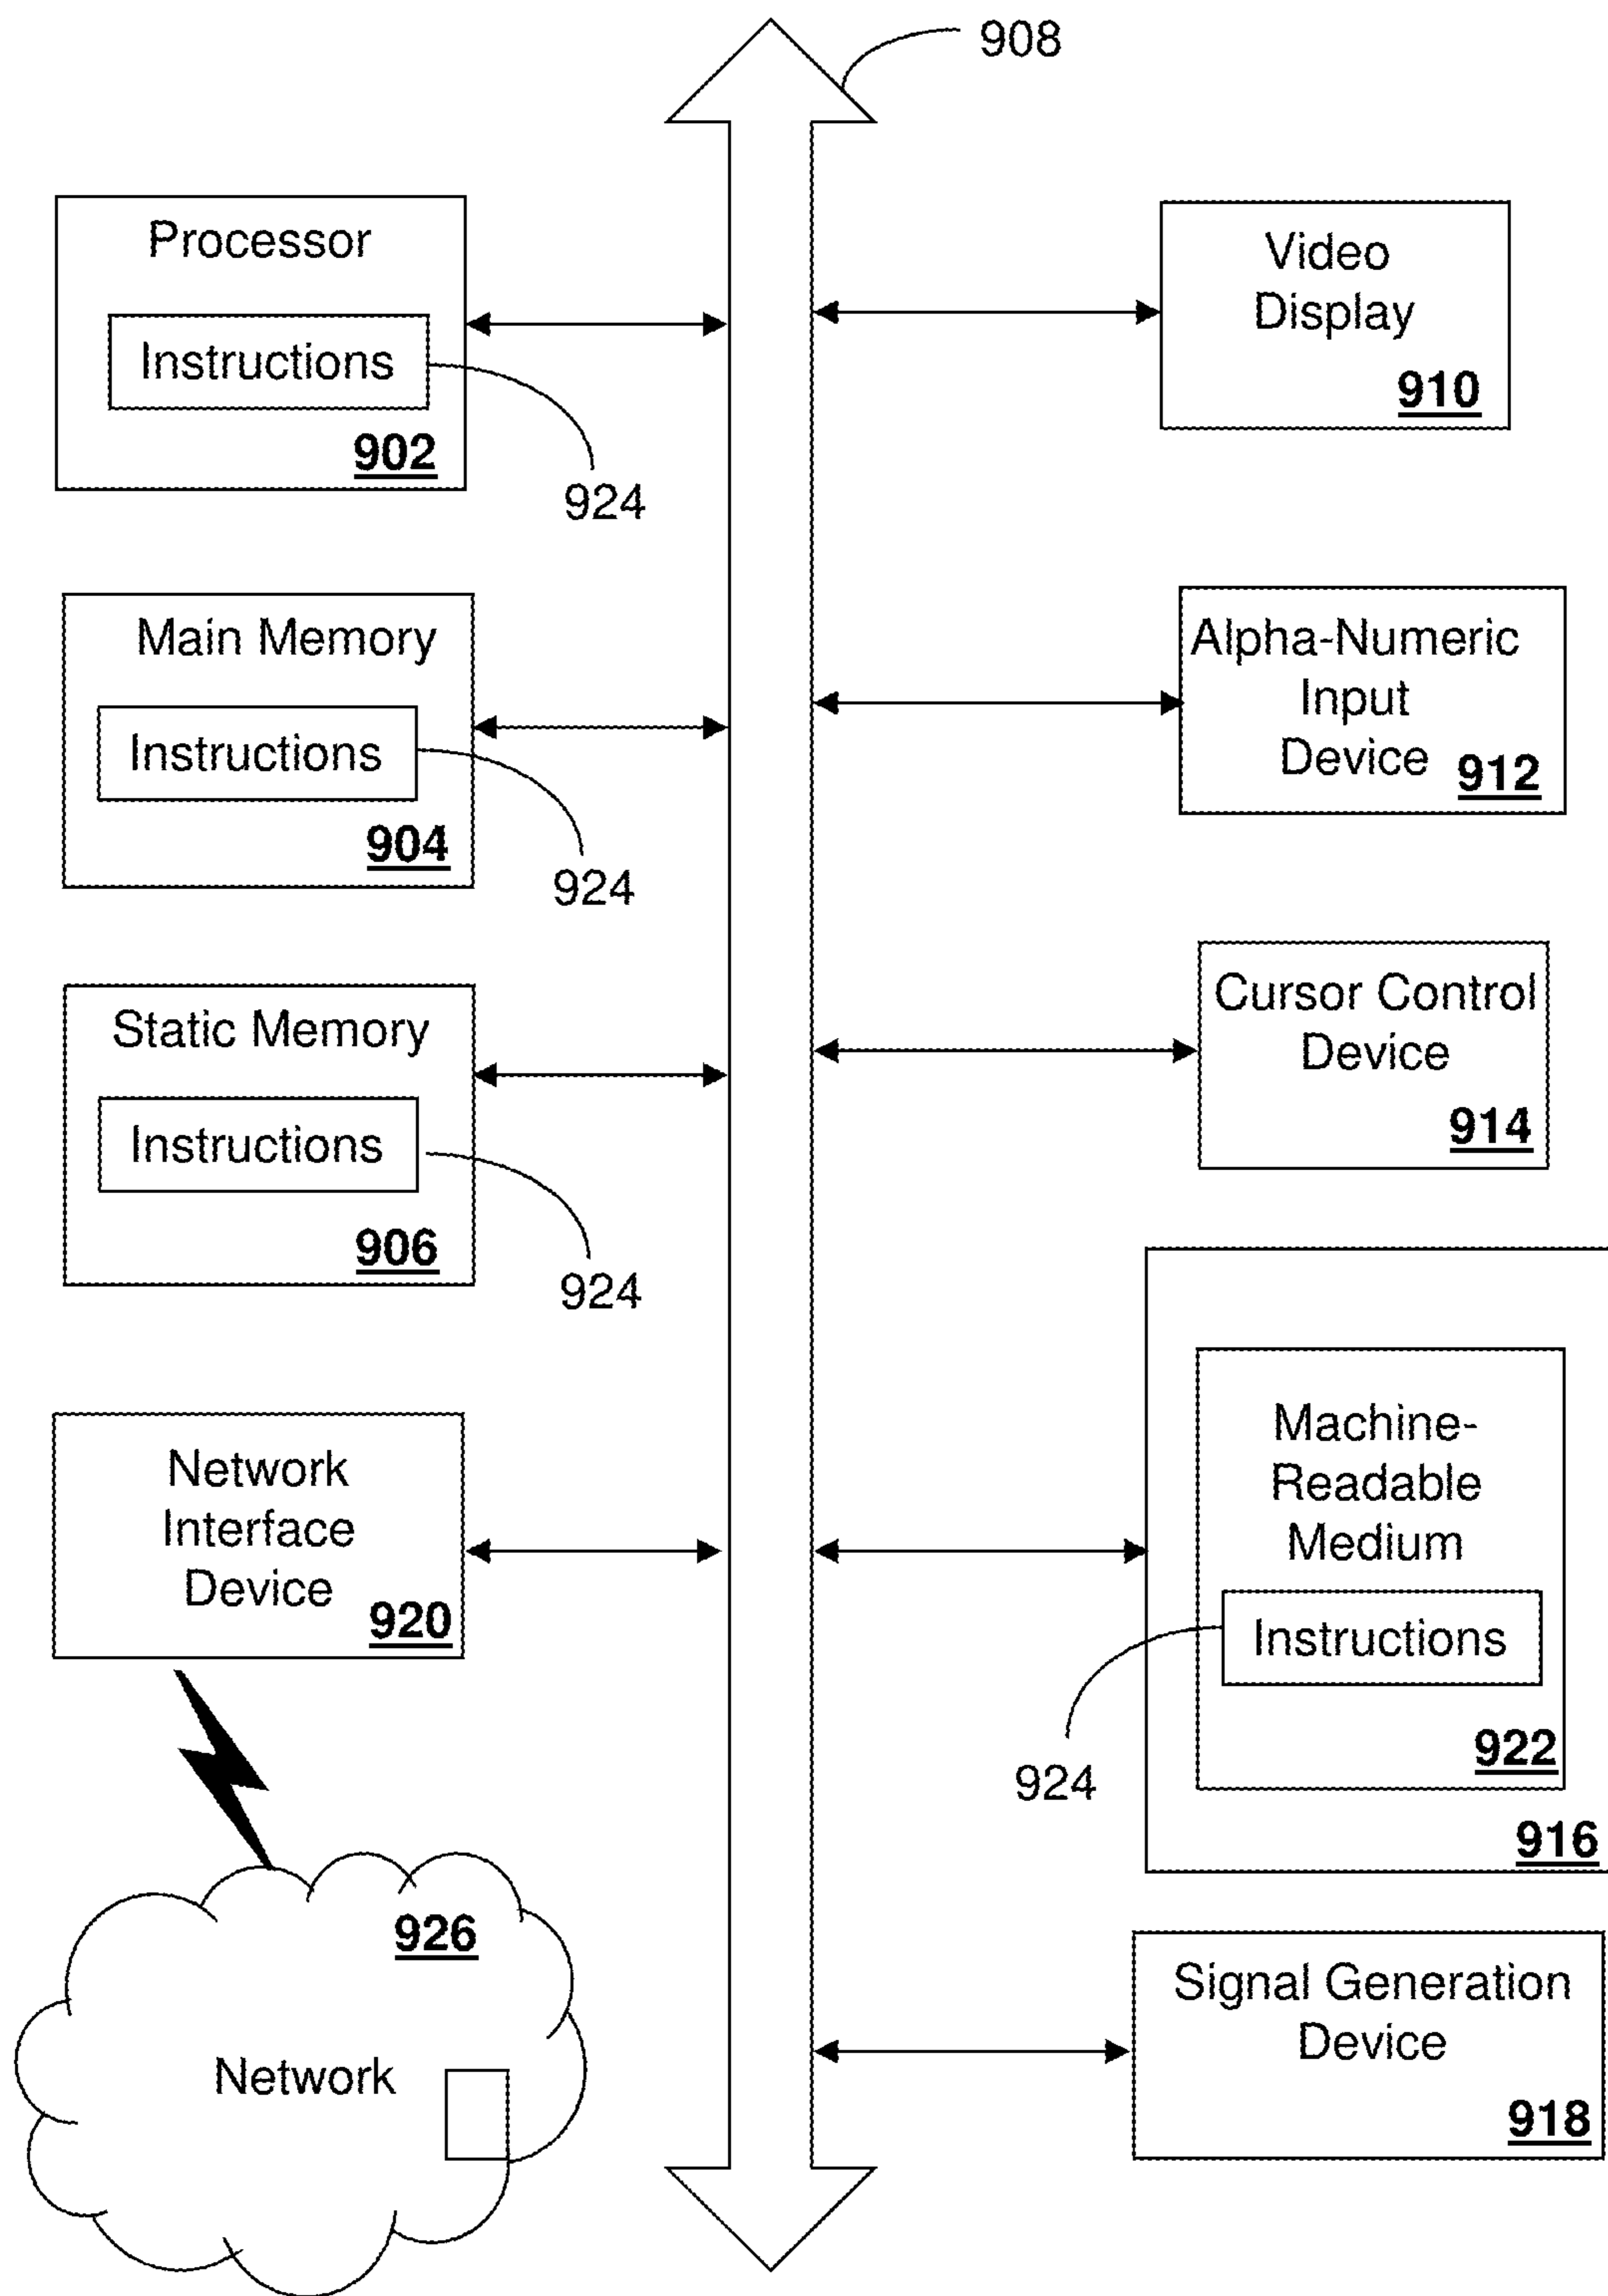 908
Processor
Instructions
902
924
Main Memory
Instructions
904
924
Static Memory
Instructions
906
924
Network
Interface
Device
920
926
Network
Video
Display
910
Alpha-Numeric
Input
Device
912
Cursor Control
Device
914
Machine-
Readable
Medium
Instructions
922
924
916
Signal Generation
Device
918